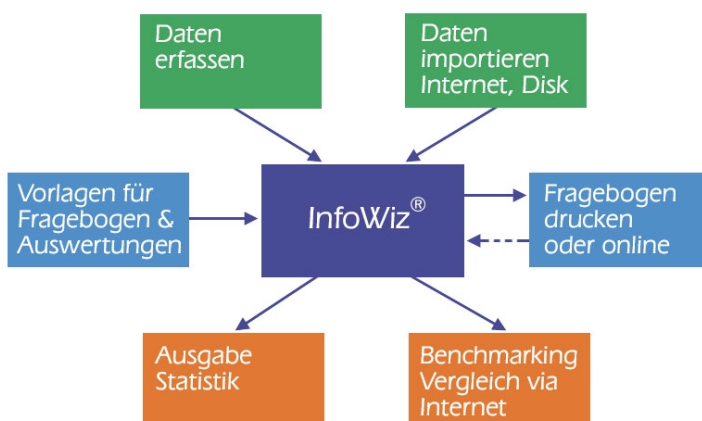 Daten
erfassen
Daten
importieren
Internet, Disk
Vorlagen für
Fragebogen &
Auswertungen
InfoWiz®
Fragebogen
drucken
oder online
Ausgabe
Statistik
Benchmarking
Vergleich via
Internet